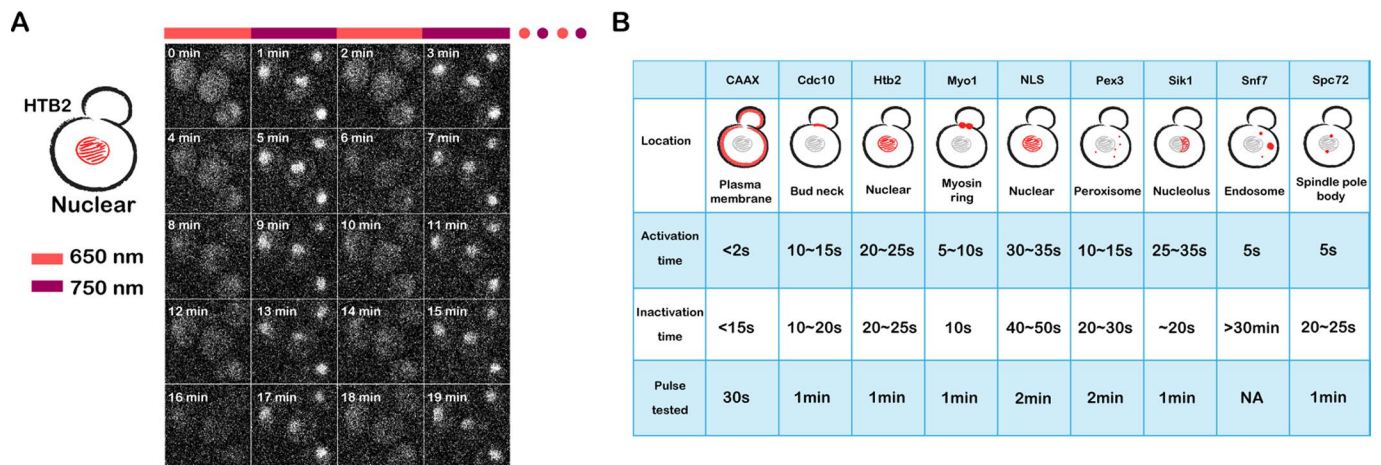 A
0 min 1 min 2 min 3 min
HTB2
4 min 5 min 6 min 7 min
Nuclear
8 min 9 min 10 min 11 min
650 nm
750 nm
12 min 13 min 14 min 15 min
16 min 17 min 18 min 19 min
B
CAAX Cdc10 Htb2 Myo1 NLS Pex3 Sik1 Snf7 Spc72
Location
Plasma membrane
Bud neck
Nuclear
Myosin ring
Nuclear
Peroxisome
Nucleolus
Endosome
Spindle pole body
Activation time
<2s 10~15s 20~25s 5~10s 30~35s 10~15s 25~35s 5s 5s
Inactivation time
<15s 10~20s 20~25s 10s 40~50s 20~30s ~20s >30min 20~25s
Pulse tested
30s 1min 1min 1min 2min 2min 1min NA 1min